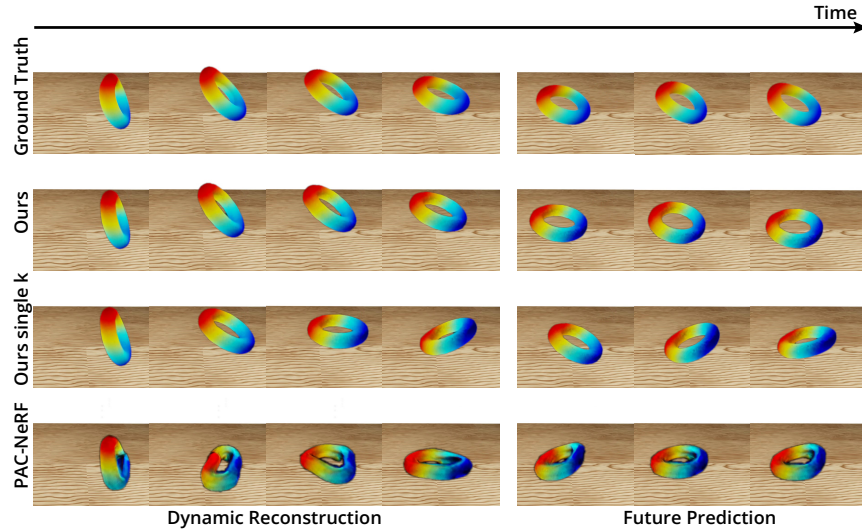 Time
Ground Truth
Ours
Ours single k
PAC-NeRF
Dynamic Reconstruction
Future Prediction